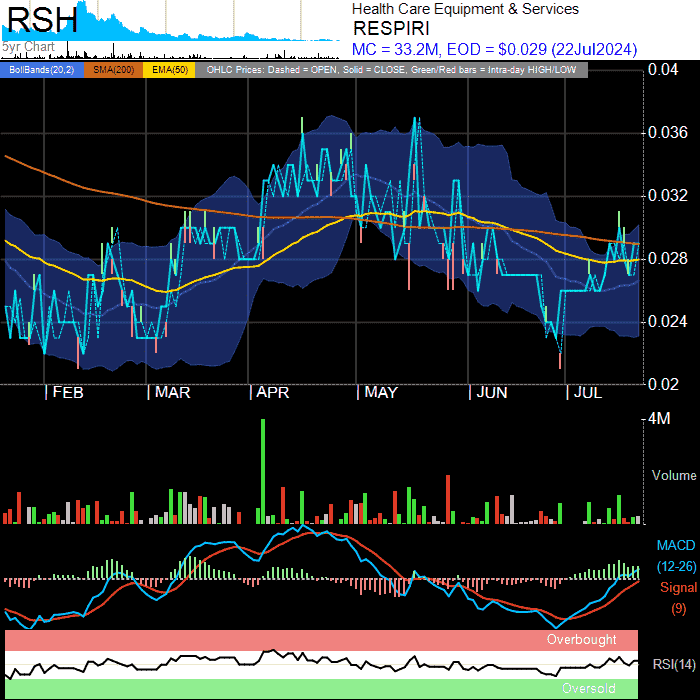 RSH
5yr Chart
Health Care Equipment & Services
RESPIRI
MC = 33.2M, EOD = $0.029 (22Jul2024)
BollBands(20,2) SMA(200) EMA(50) OHLC Prices: Dashed = OPEN, Solid = CLOSE, Green/Red bars = Intra-day HIGH/LOW
0.04
0.036
0.032
0.028
0.024
0.02
FEB MAR APR MAY JUN JUL
4M
Volume
MACD
(12-26)
Signal
(9)
Overbought
RSI(14)
Oversold